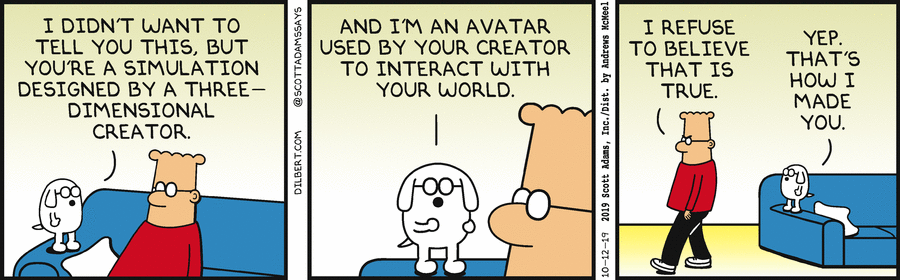 I DIDN'T WANT TO
TELL YOU THIS, BUT
YOU'RE A SIMULATION
DESIGNED BY A THREE-
DIMENSIONAL
CREATOR.
DILBERT.COM @SCOTTADAMSSAYS
AND I'M AN AVATAR
USED BY YOUR CREATOR
TO INTERACT WITH
YOUR WORLD.
10-12-19 2019 Scott Adams, Inc./Dist. by Andrews McMeel
I REFUSE
TO BELIEVE
THAT IS
TRUE.
YEP.
THAT'S
HOW I
MADE
YOU.